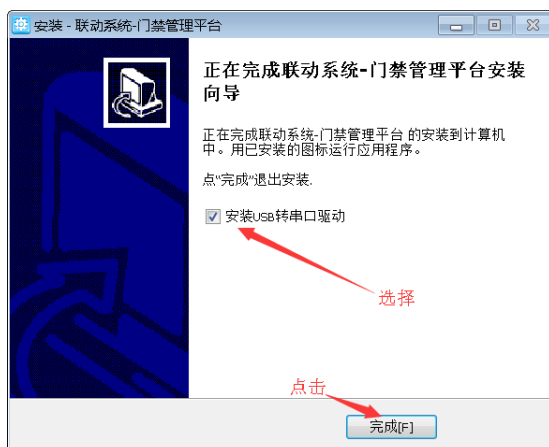 安装 - 联动系统-门禁管理平台
正在完成联动系统-门禁管理平台安装
向导
正在完成联动系统-门禁管理平台 的安装到计算机
中。用已安装的图标运行应用程序。
点“完成”退出安装.
安装USB转串口驱动
选择
点击
完成[F]